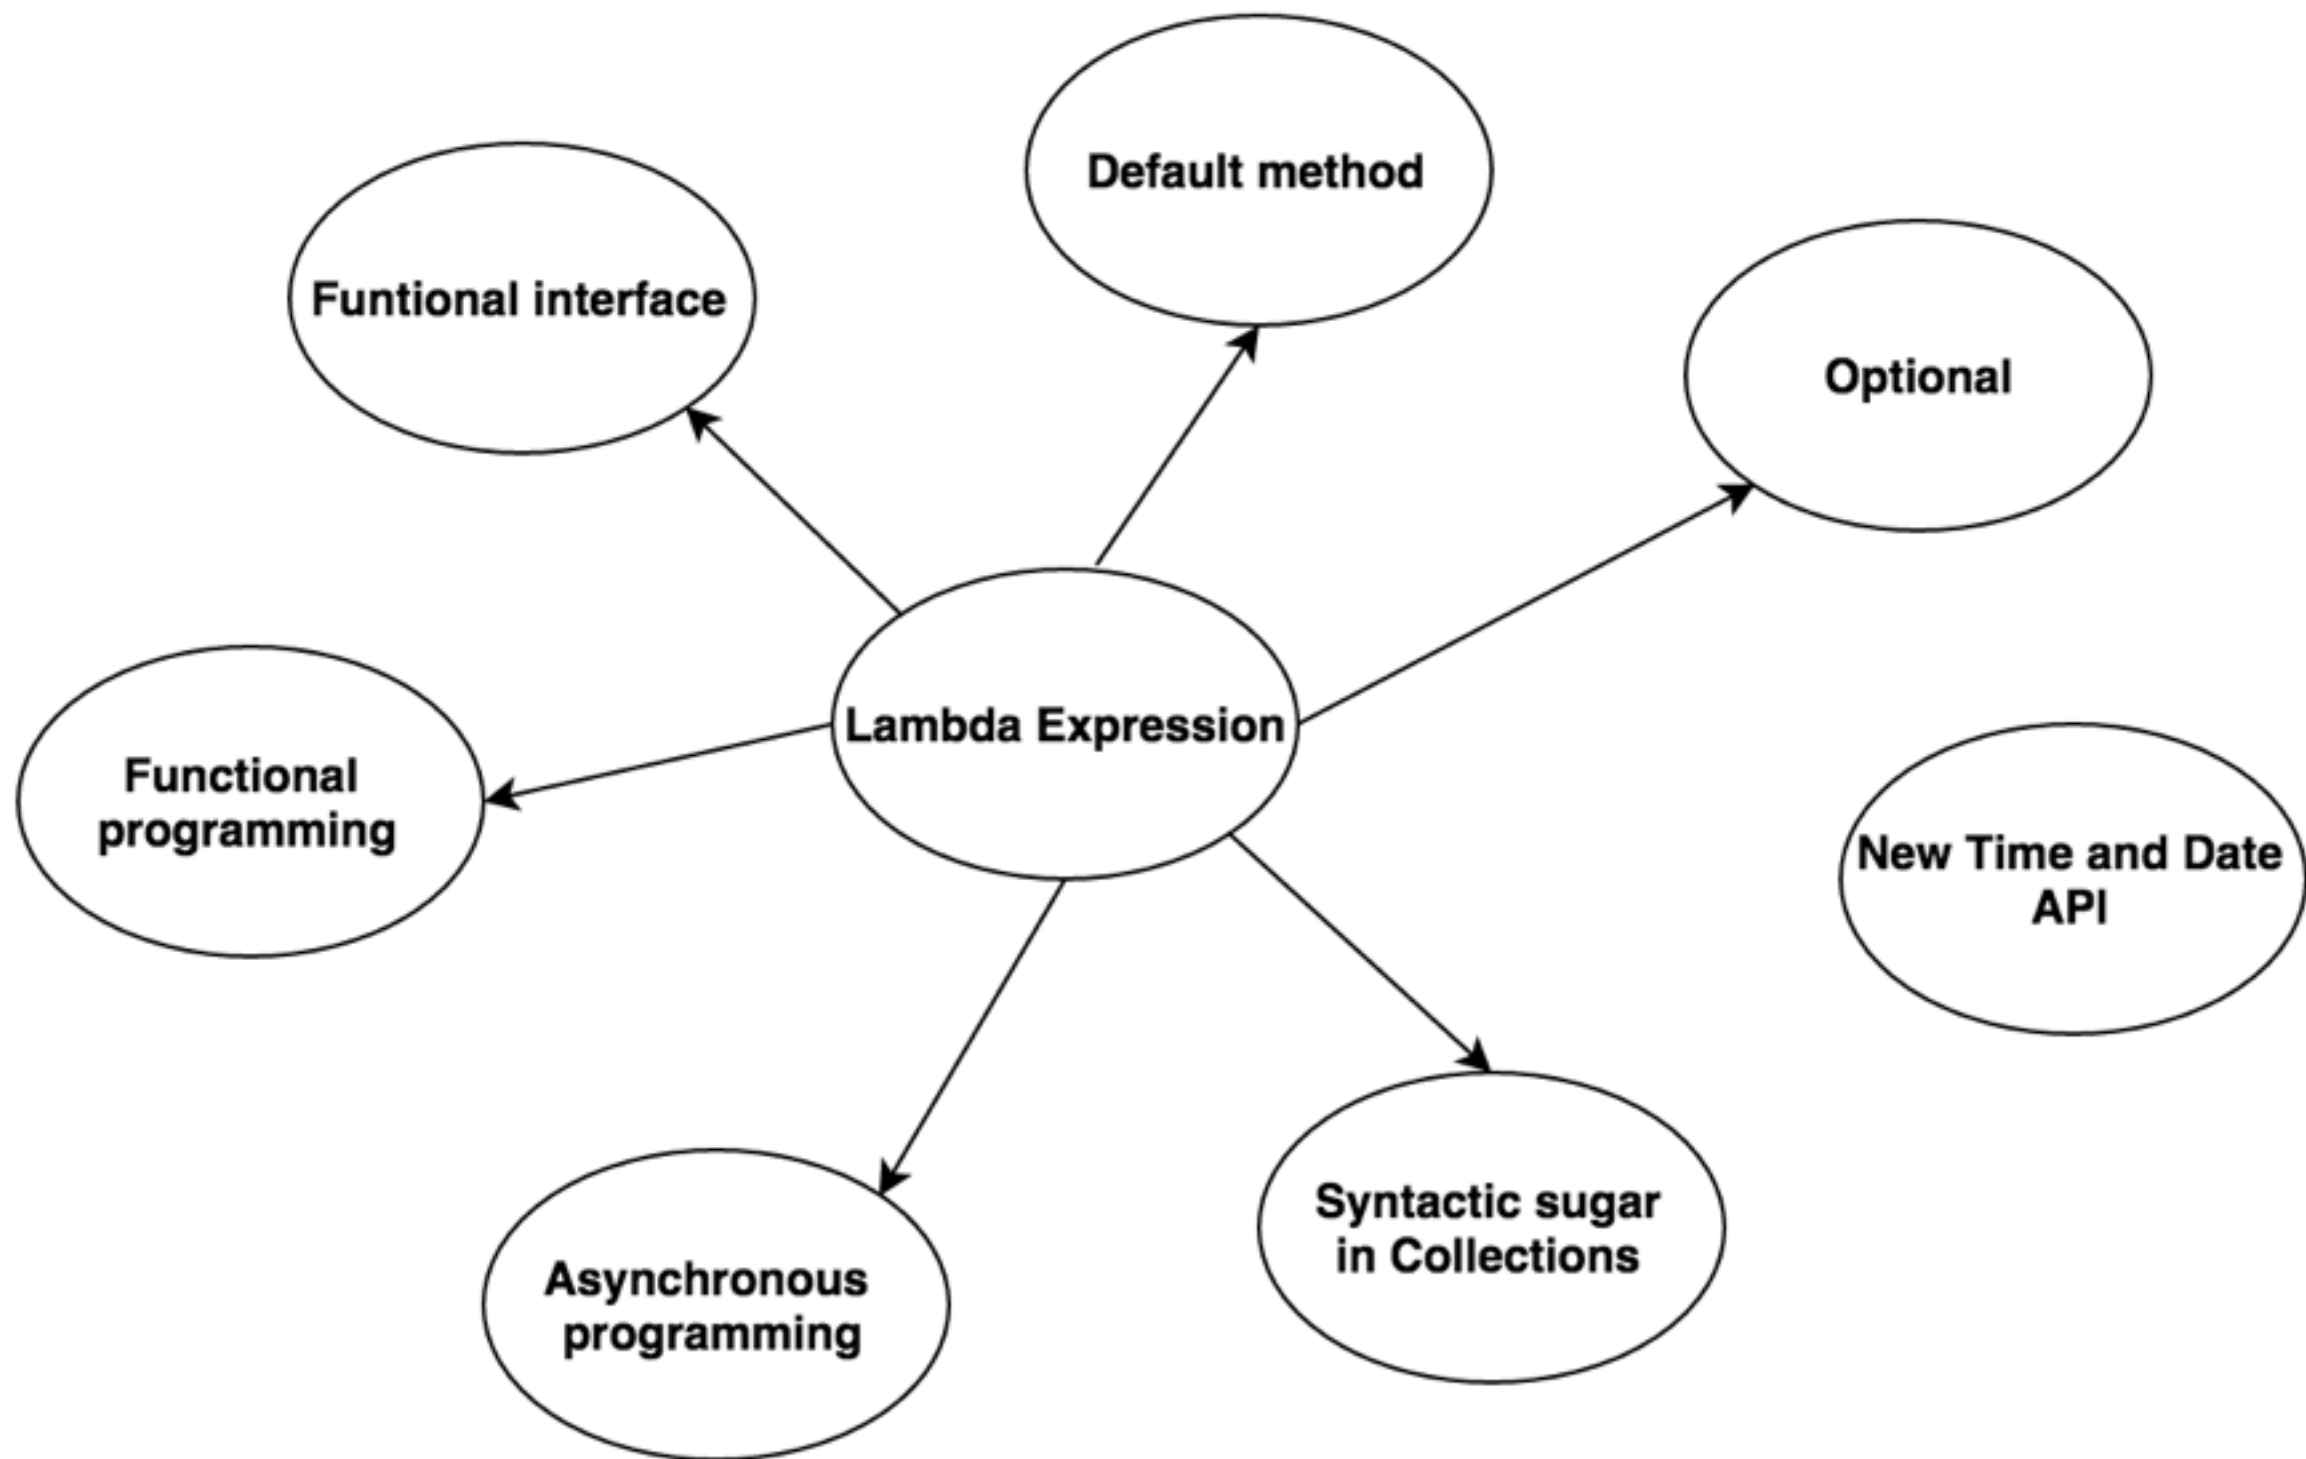 Default method
Funtional interface
Optional
Lambda Expression
Functional
programming
New Time and Date
API
Syntactic sugar
in Collections
Asynchronous
programming